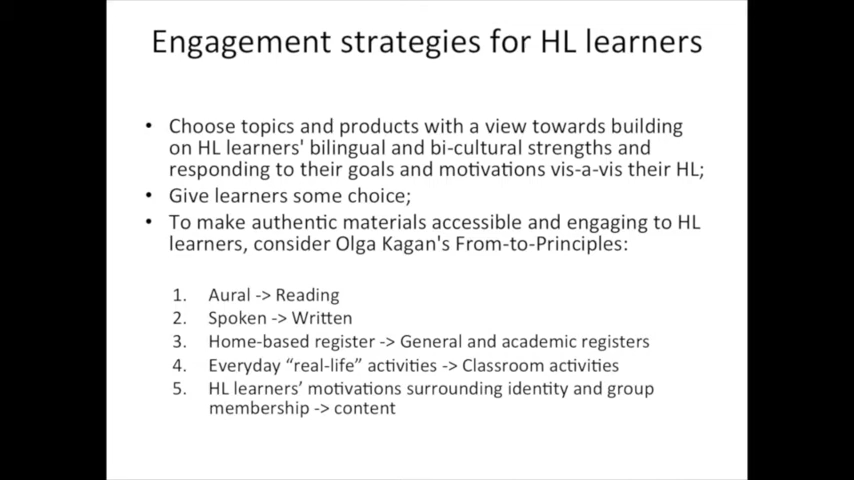 Engagement strategies for HL learners
• Choose topics and products with a view towards building
on HL learners' bilingual and bi-cultural strengths and
responding to their goals and motivations vis-a-vis their HL;
• Give learners some choice;
• To make authentic materials accessible and engaging to HL
learners, consider Olga Kagan's From-to-Principles:
1. Aural -> Reading
2. Spoken -> Written
3. Home-based register -> General and academic registers
4. Everyday “real-life” activities -> Classroom activities
5. HL learners’ motivations surrounding identity and group
membership -> content